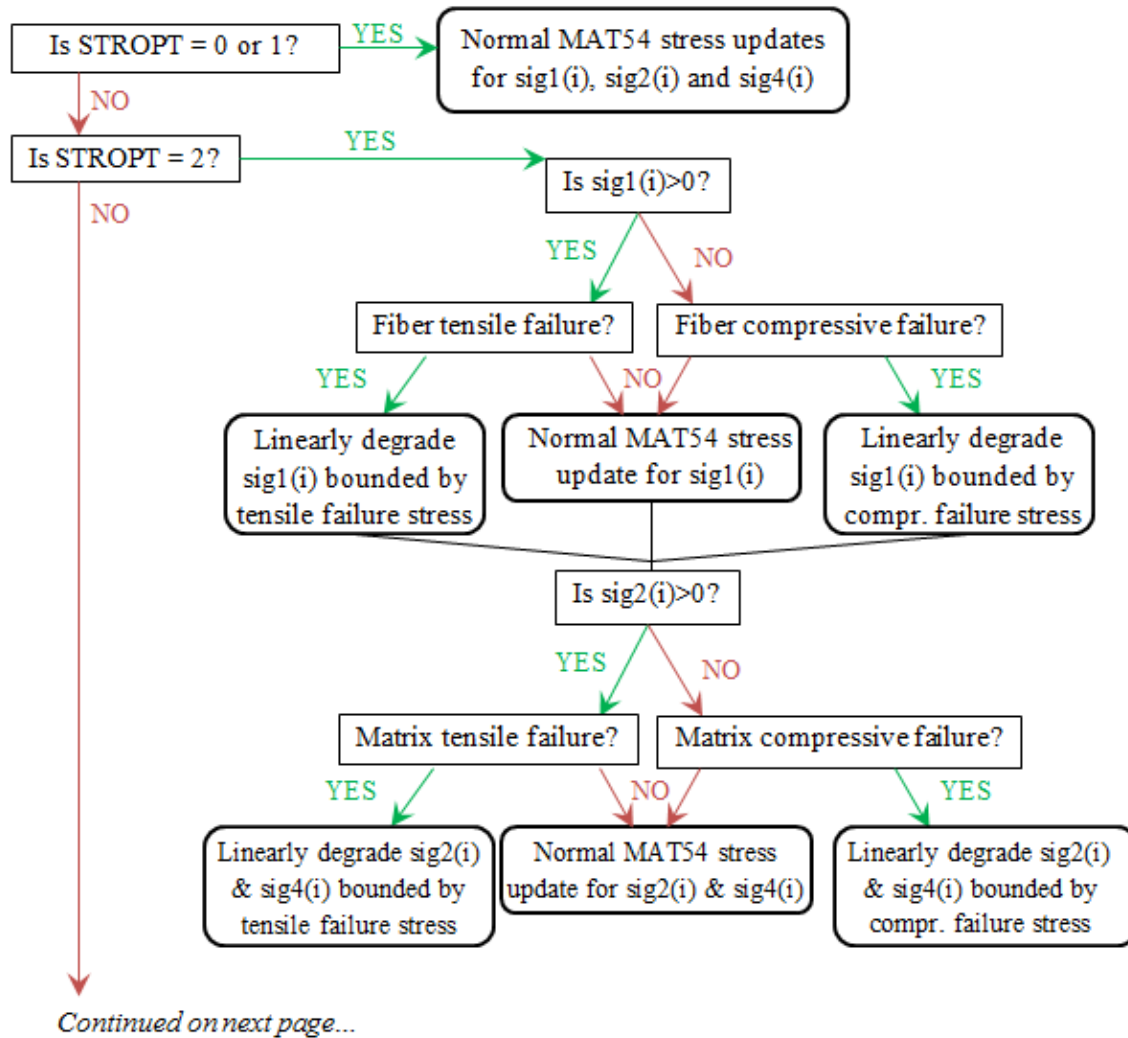 Is STROPT = 0 or 1?
YES
Normal MAT54 stress updates
for sig1(i), sig2(i) and sig4(i)
NO
Is STROPT = 2?
YES
Is sig1(i)>0?
NO
YES
NO
Fiber tensile failure?
Fiber compressive failure?
YES
NO
YES
Linearly degrade
sig1(i) bounded by
tensile failure stress
Normal MAT54 stress
update for sig1(i)
Linearly degrade
sig1(i) bounded by
compr. failure stress
Is sig2(i)>0?
YES
NO
Matrix tensile failure?
Matrix compressive failure?
YES
NO
YES
Linearly degrade sig2(i)
& sig4(i) bounded by
tensile failure stress
Normal MAT54 stress
update for sig2(i) & sig4(i)
Linearly degrade sig2(i)
& sig4(i) bounded by
compr. failure stress
Continued on next page...